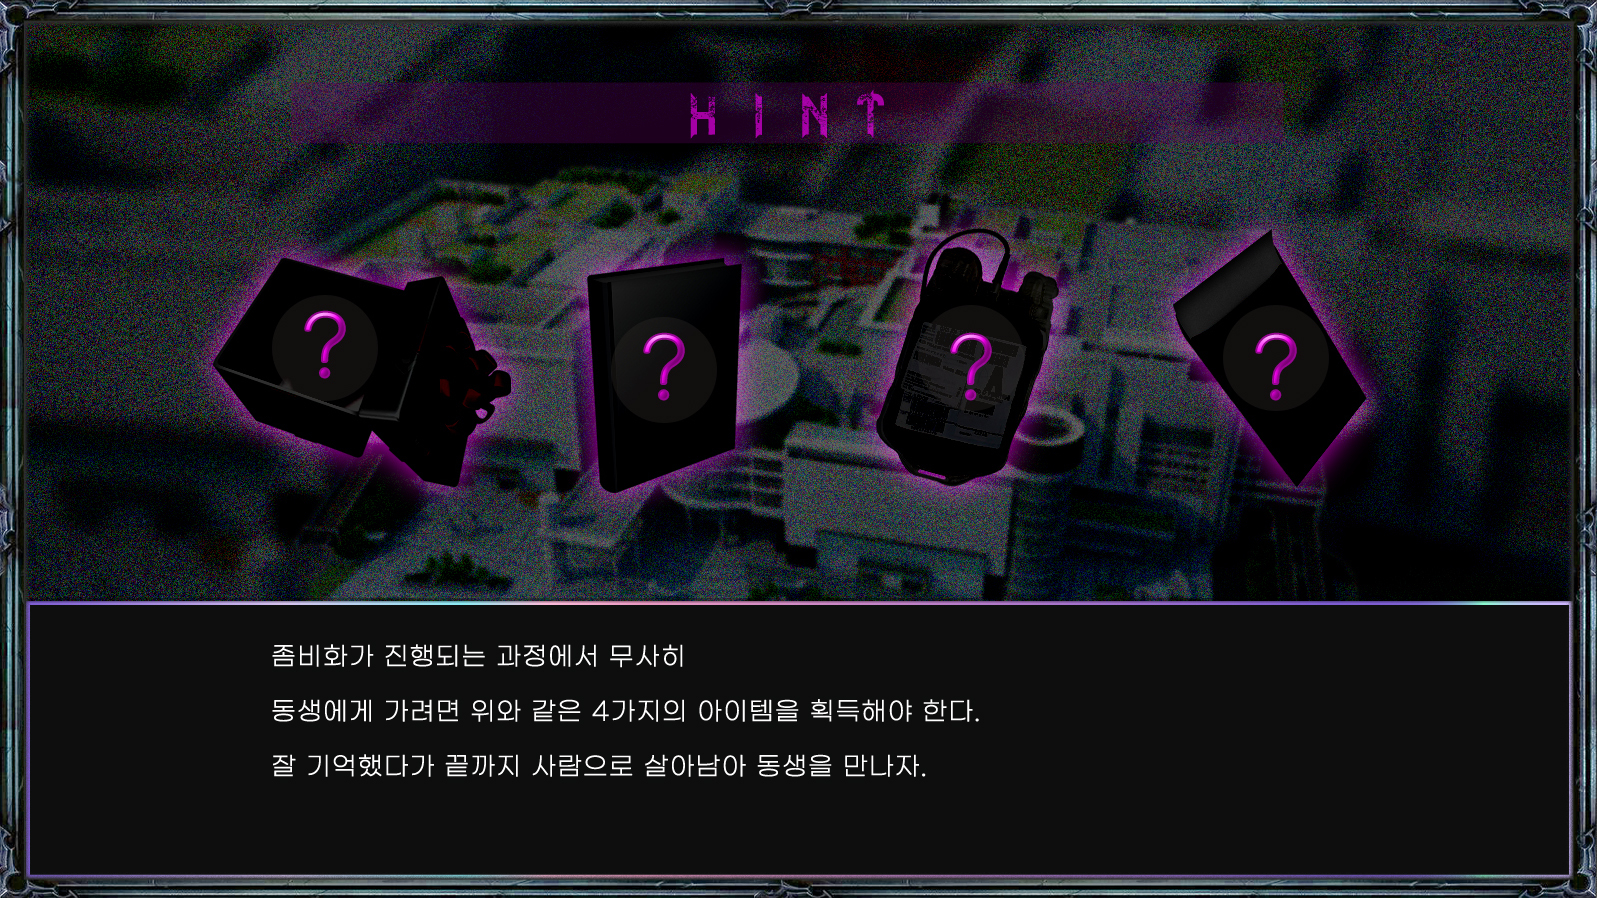 HINT
?
?
?
?
좀비화가 진행되는 과정에서 무사히
동생에게 가려면 위와 같은 4가지의 아이템을 획득해야 한다.
잘 기억했다가 끝까지 사람으로 살아남아 동생을 만나자.